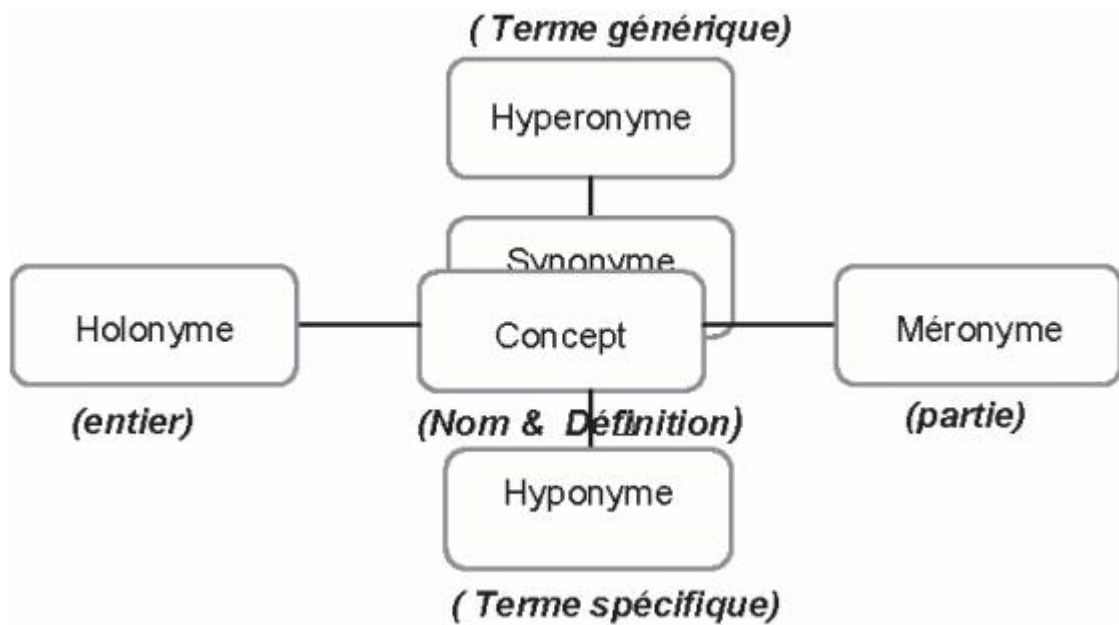 ( Terme générique)
Hyperonyme
Synonyme
Holonyme
Concept
Méronyme
(entier)
(Nom & Définition)
(partie)
Hyponyme
( Terme spécifique)